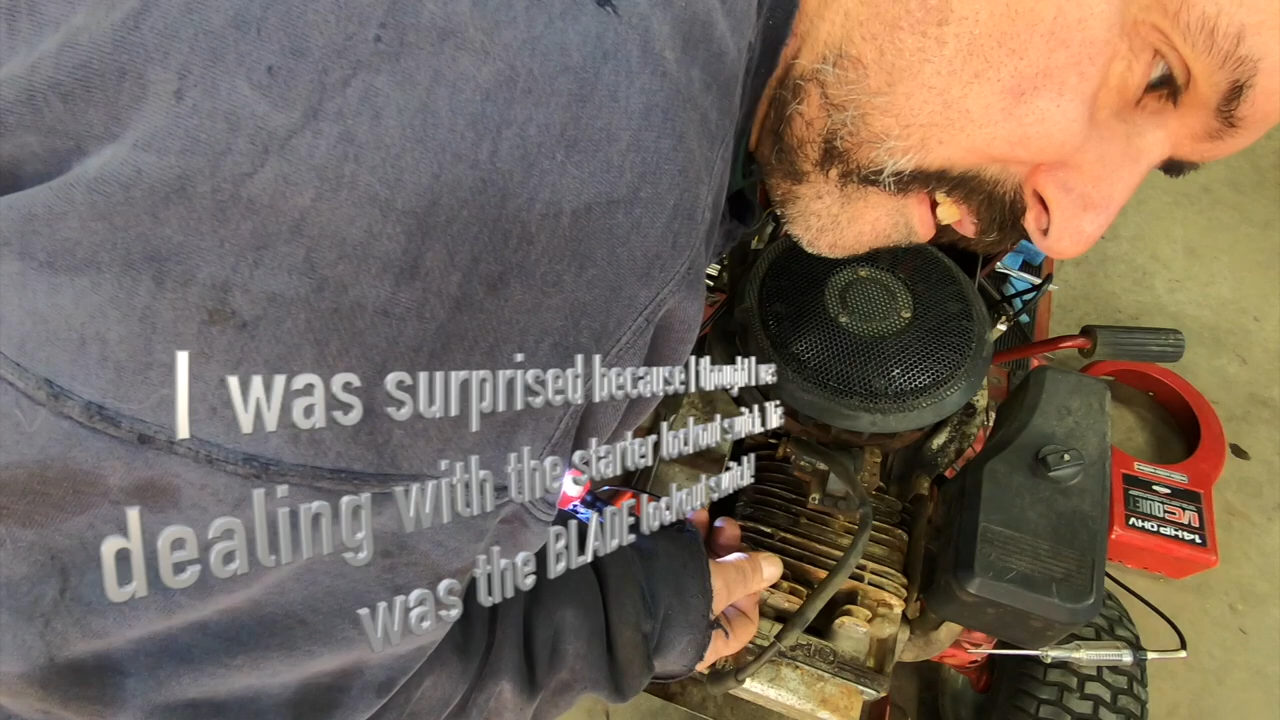 I was surprised because I thought I was
dealing with the starter lockout switch. This
was the BLADE lockout switch!
I/C QUIET
14HP OHV